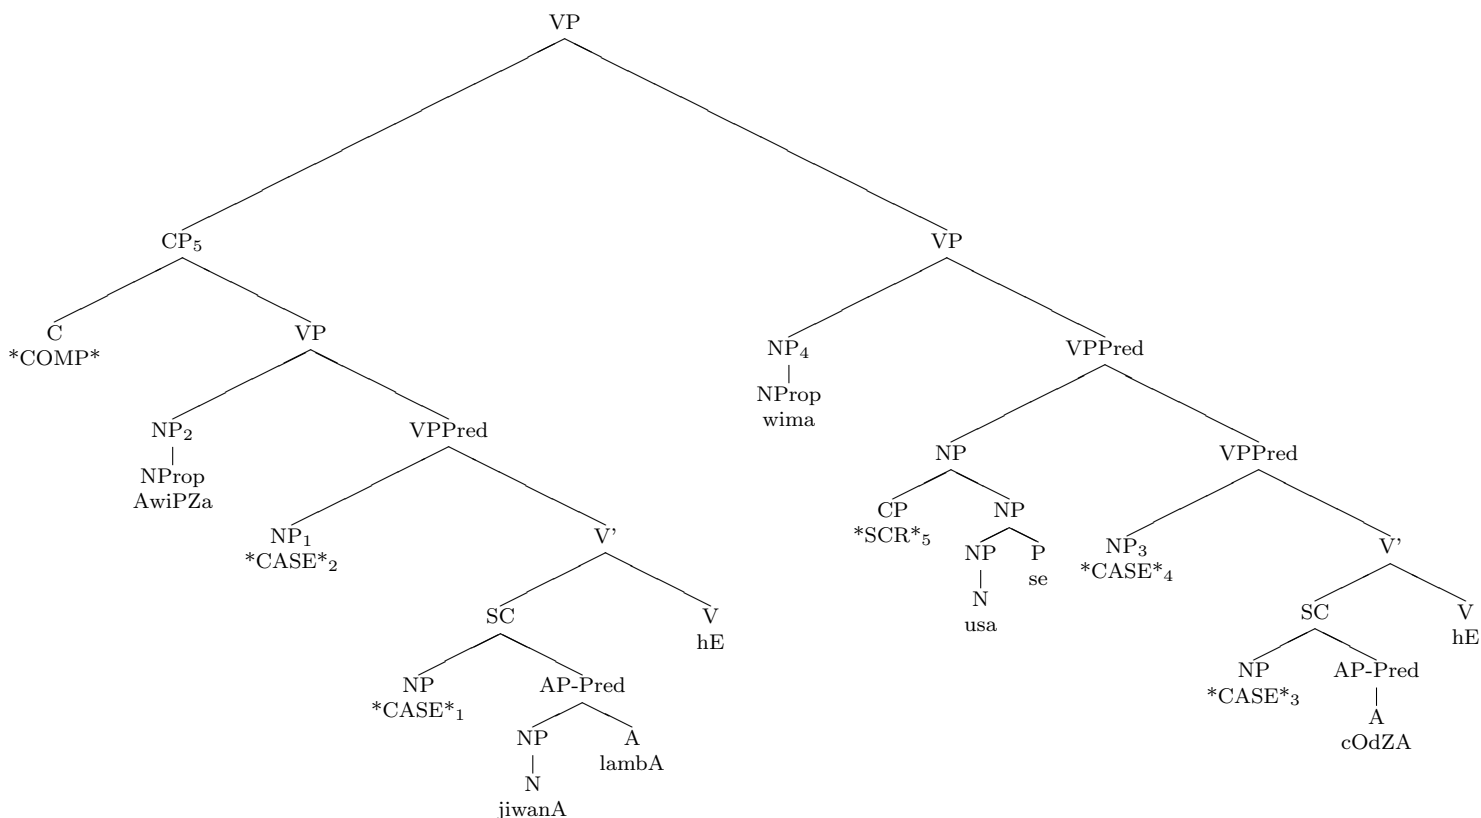 VP
CP₅ VP
C VP NP₄ VPPred
*COMP* NProp
wima
NP₂ VPPred NP VPPred
NProp
AwiPZa
CP NP
*SCR*₅
NP₁ V' NP P NP₃ V'
*CASE*₂ se *CASE*₄
N
usa
SC V SC V
hE hE
NP AP-Pred NP AP-Pred
*CASE*₁ *CASE*₃
NP A A
lambA cOdZA
N
jiwanA